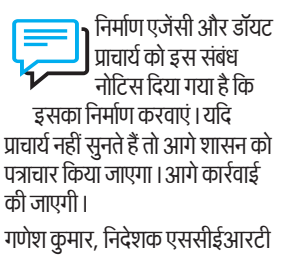 निर्माण एजेंसी और डॉयट
प्राचार्य को इस संबंध
नोटिस दिया गया है कि
इसका निर्माण करवाएं। यदि
प्राचार्य नहीं सुनते हैं तो आगे शासन को
पत्राचार किया जाएगा। आगे कार्रवाई
की जाएगी।
गणेश कुमार, निदेशक एससीईआरटी